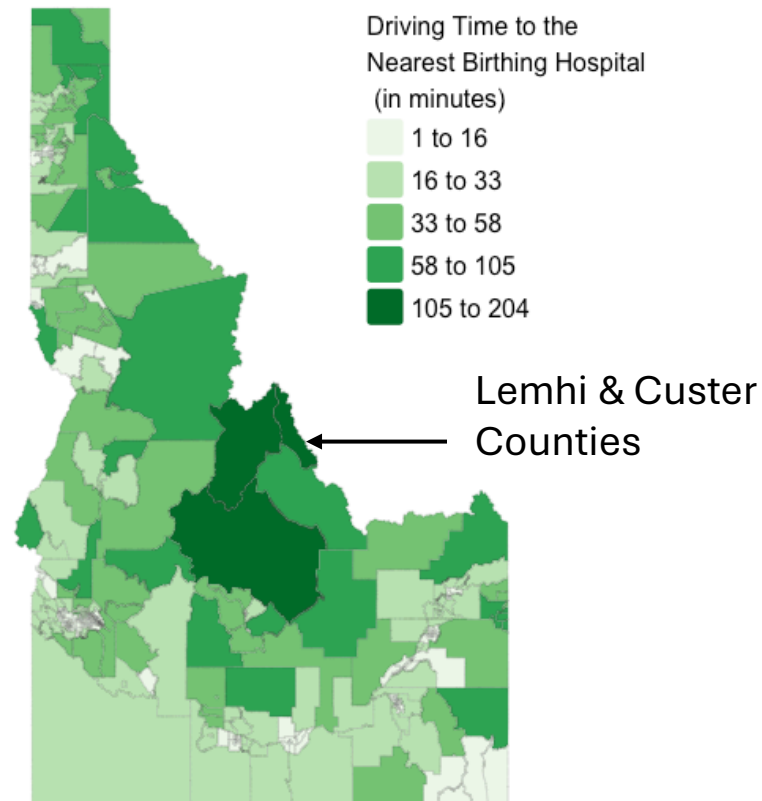 Driving Time to the
Nearest Birthing Hospital
(in minutes)
1 to 16
16 to 33
33 to 58
58 to 105
105 to 204
Lemhi & Custer
Counties